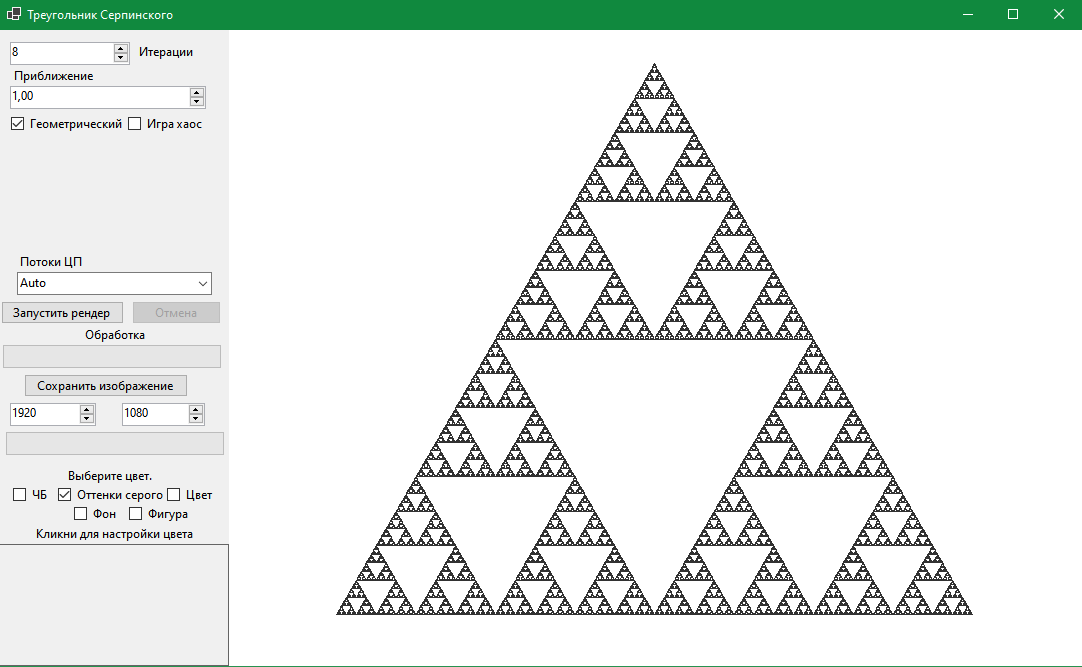 Треугольник Серпинского
8 Итерации
Приближение
1,00
Геометрический Игра хаос
Потоки ЦП
Auto
Запустить рендер Отмена
Обработка
Сохранить изображение
1920 1080
Выберите цвет.
ЧБ Оттенки серого Цвет
Фон Фигура
Кликни для настройки цвета